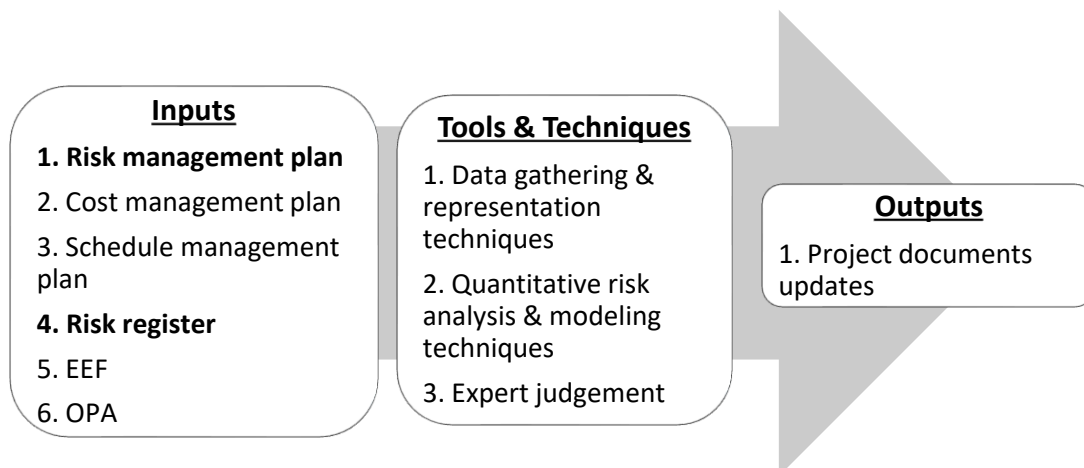 Inputs
1. Risk management plan
2. Cost management plan
3. Schedule management
plan
4. Risk register
5. EEF
6. OPA
Tools & Techniques
1. Data gathering &
representation
techniques
2. Quantitative risk
analysis & modeling
techniques
3. Expert judgement
Outputs
1. Project documents
updates